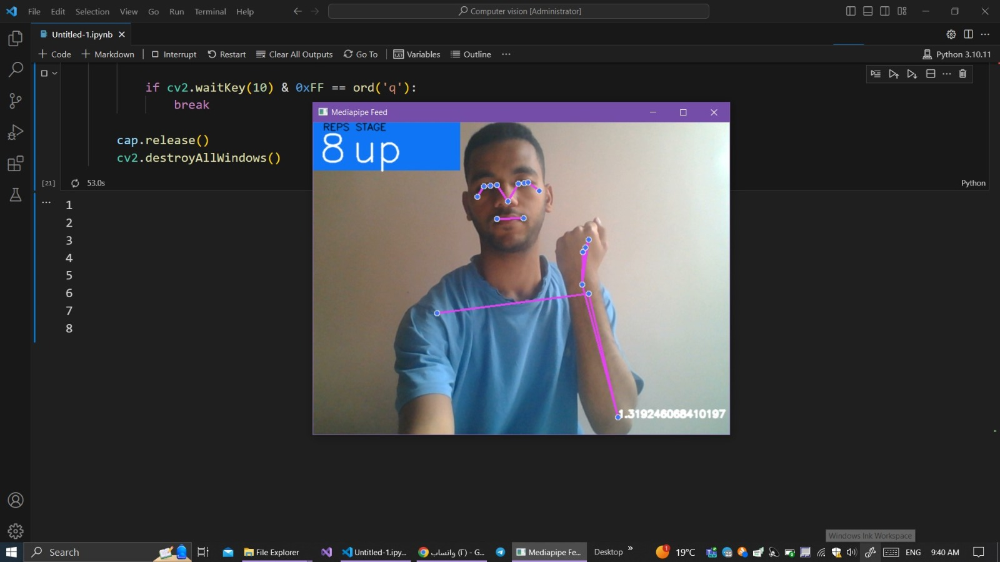 File Edit Selection View Go Run Terminal Help
Computer vision [Administrator]
Untitled-1.ipynb
Code Markdown Interrupt Restart Clear All Outputs Go To Variables Outline ... Python 3.10.11
if cv2.waitKey(10) & 0xFF == ord('q'):
break
cap.release()
cv2.destroyAllWindows()
[21] 53.0s Python
1
2
3
4
5
6
7
8
Mediapipe Feed
REPS STAGE
8 up
1.319246068410197
Windows Ink Workspace
Search File Explorer Untitled-1.ipy... واتساب (T) - G... Mediapipe Fe... Desktop » 1 19°C 25 ENG 9:40 AM